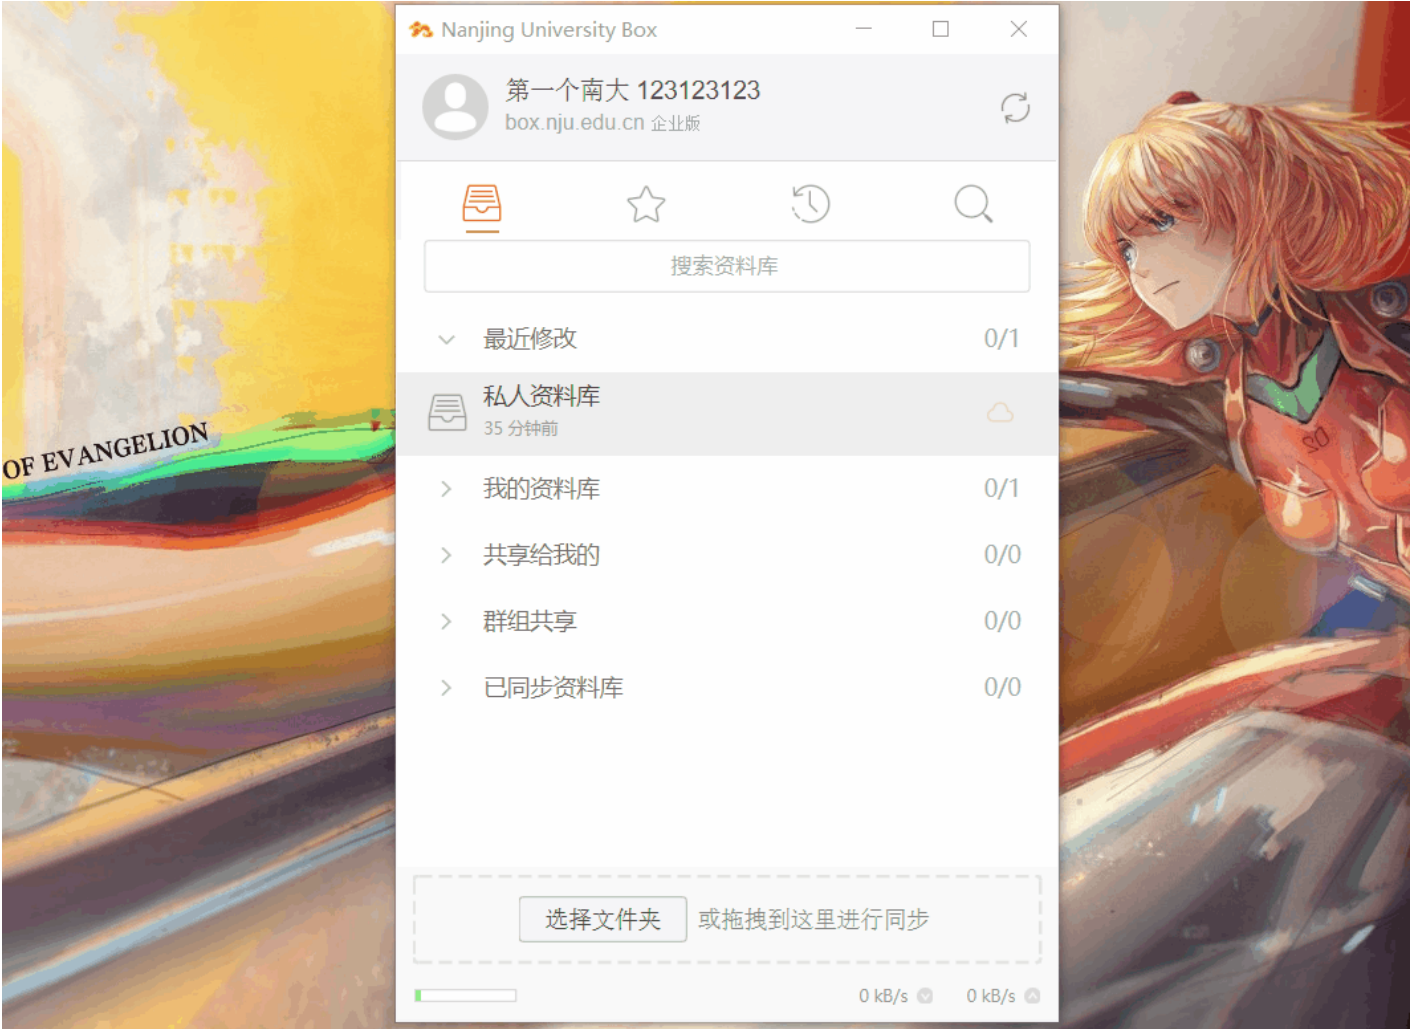 Nanjing University Box
第一个南大 123123123
box.nju.edu.cn 企业版
搜索资料库
最近修改 0/1
私人资料库
35 分钟前
我的资料库 0/1
共享给我的 0/0
群组共享 0/0
已同步资料库 0/0
选择文件夹 或拖拽到这里进行同步
0 kB/s 0 kB/s
OF EVANGELION
02